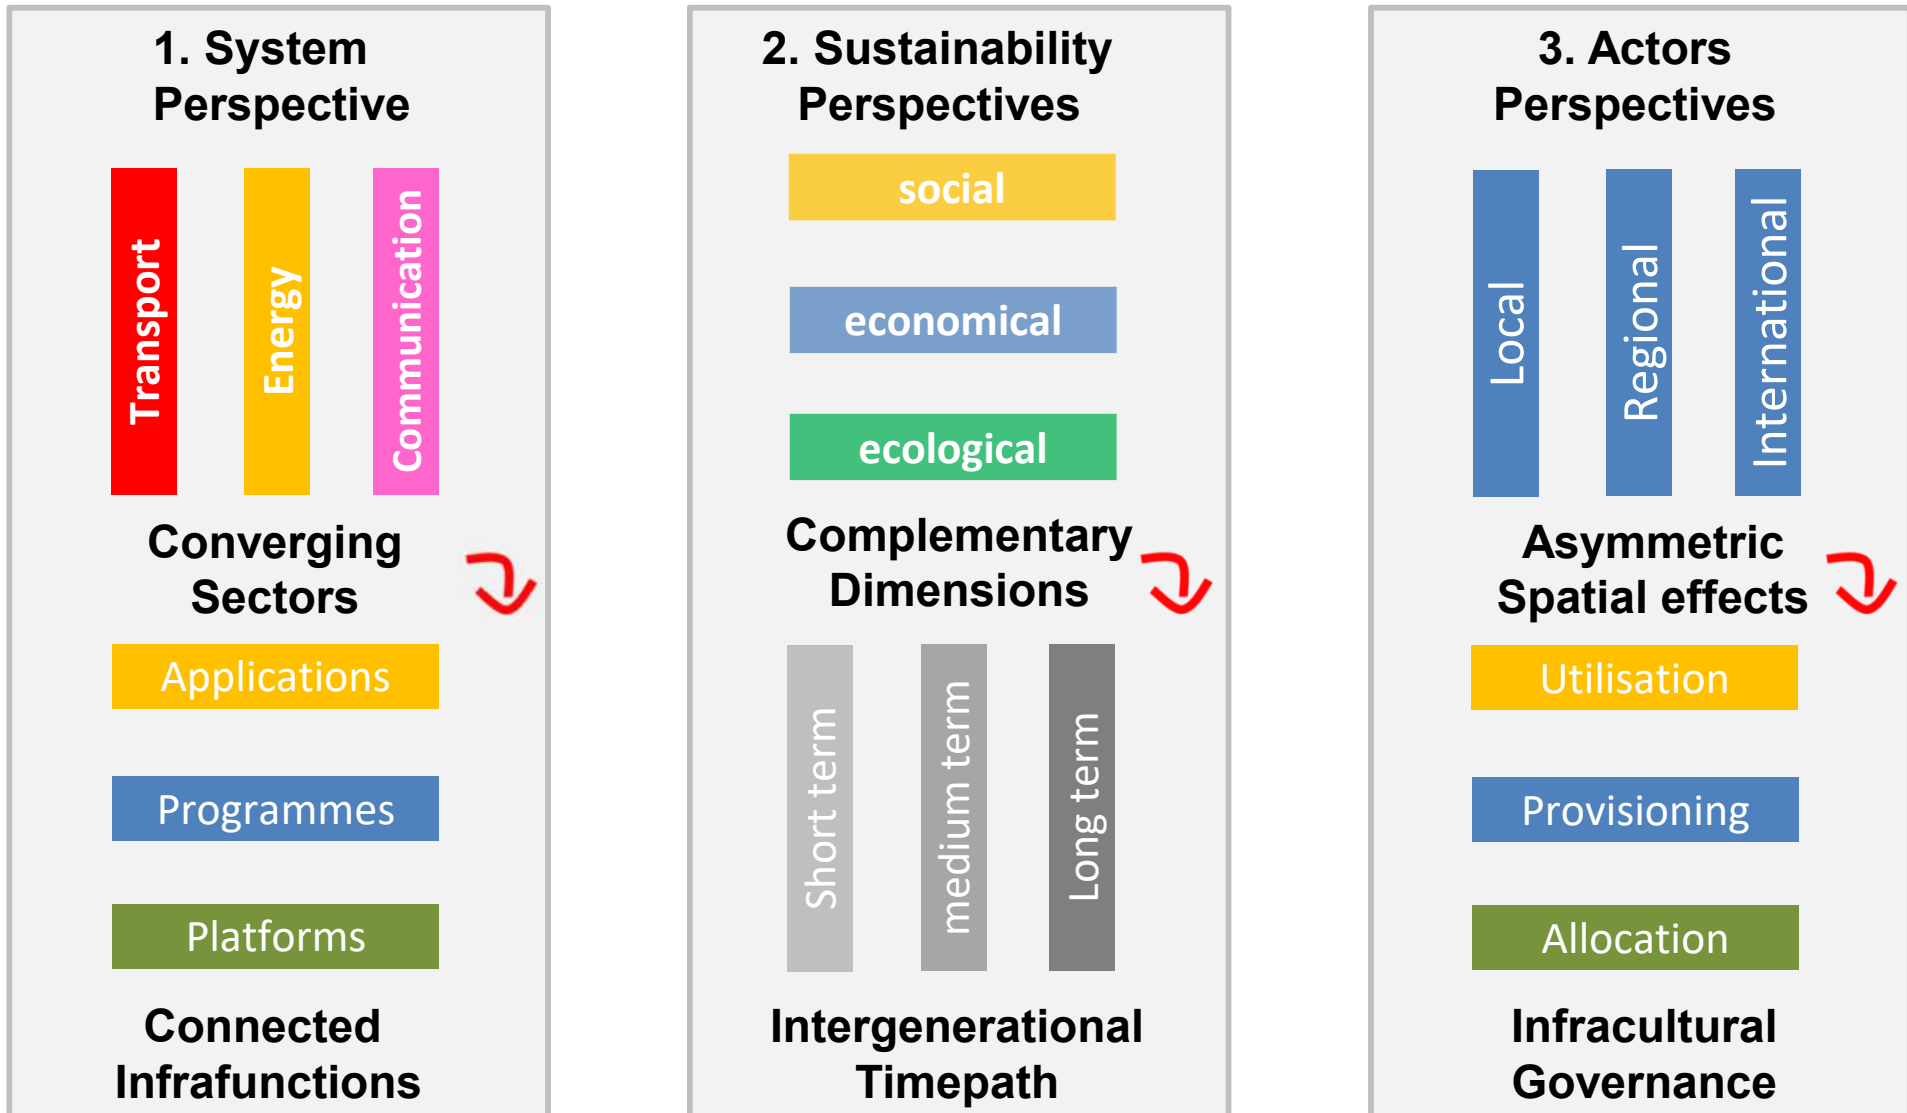 1. System
Perspective
Transport
Energy
Communication
Converging
Sectors
Applications
Programmes
Platforms
Connected
Infrafunctions
2. Sustainability
Perspectives
social
economical
ecological
Complementary
Dimensions
Short term
medium term
Long term
Intergenerational
Timepath
3. Actors
Perspectives
Local
Regional
International
Asymmetric
Spatial effects
Utilisation
Provisioning
Allocation
Infracultural
Governance